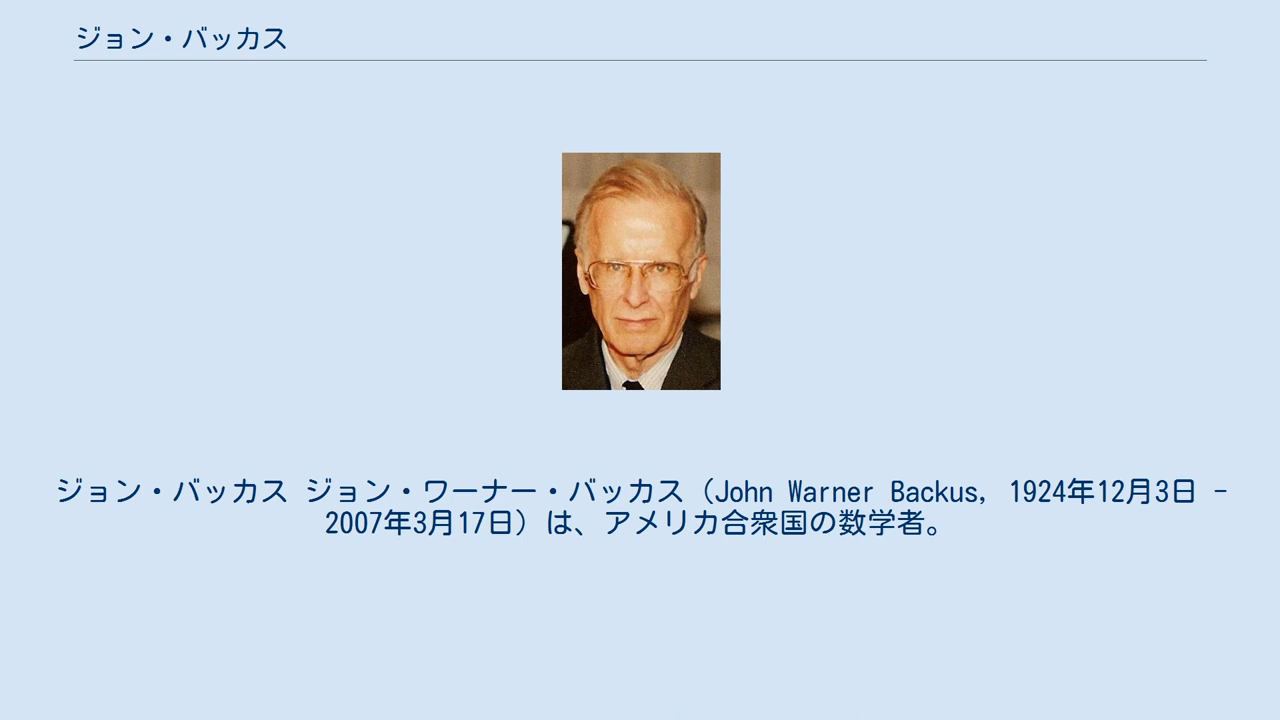 ジョン・バッカス
ジョン・バッカス ジョン・ワーナー・バッカス（John Warner Backus, 1924年12月3日 -
2007年3月17日）は、アメリカ合衆国の数学者。